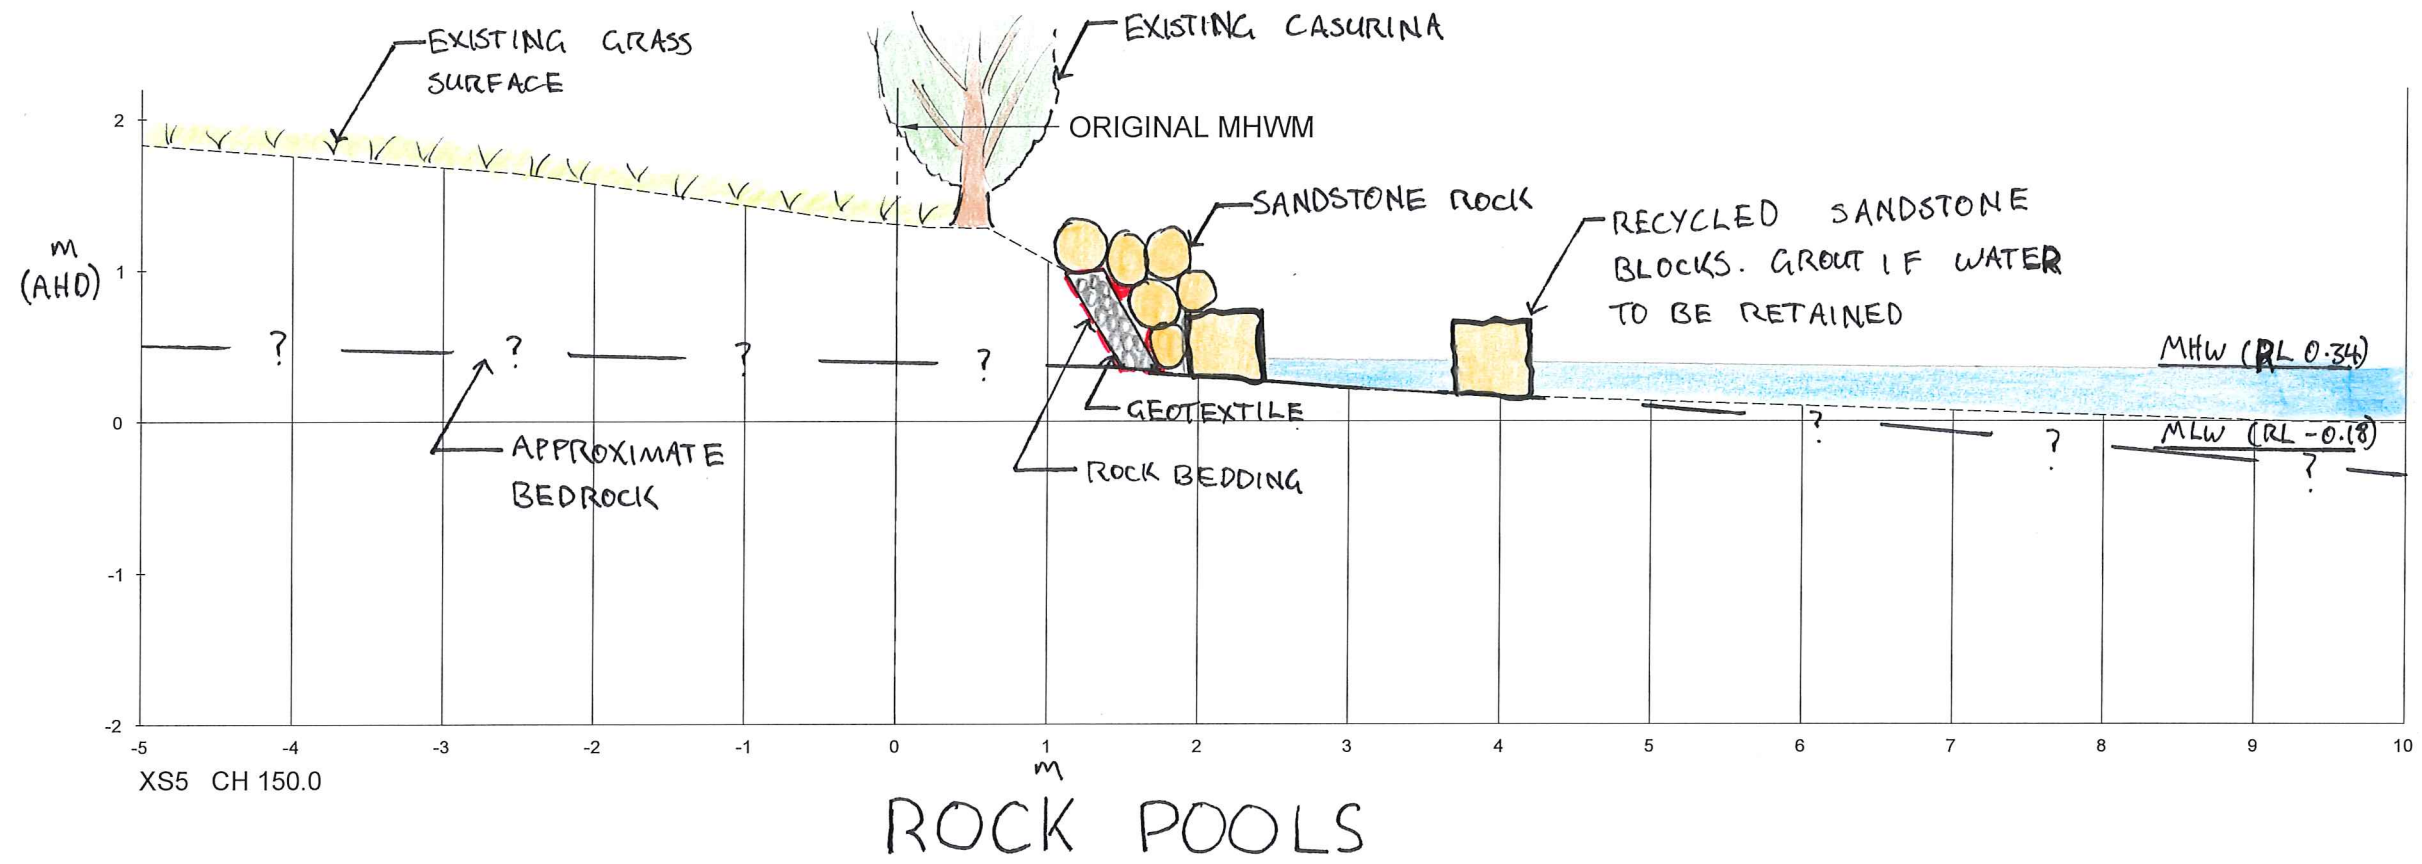 EXISTING GRASS
SURFACE
EXISTING CASURINA
ORIGINAL MHWM
SANDSTONE ROCK
RECYCLED SANDSTONE
BLOCKS. GROUT IF WATER
TO BE RETAINED
m
(AHD)
2
1
0
-1
-2
? ? ? ?
MHW (RL 0.34)
GEOTEXTILE
APPROXIMATE
BEDROCK
ROCK BEDDING
? ? ?
MLW (RL -0.18)
-5 -4 -3 -2 -1 0 1 2 3 4 5 6 7 8 9 10
m
XS5 CH 150.0
ROCK POOLS